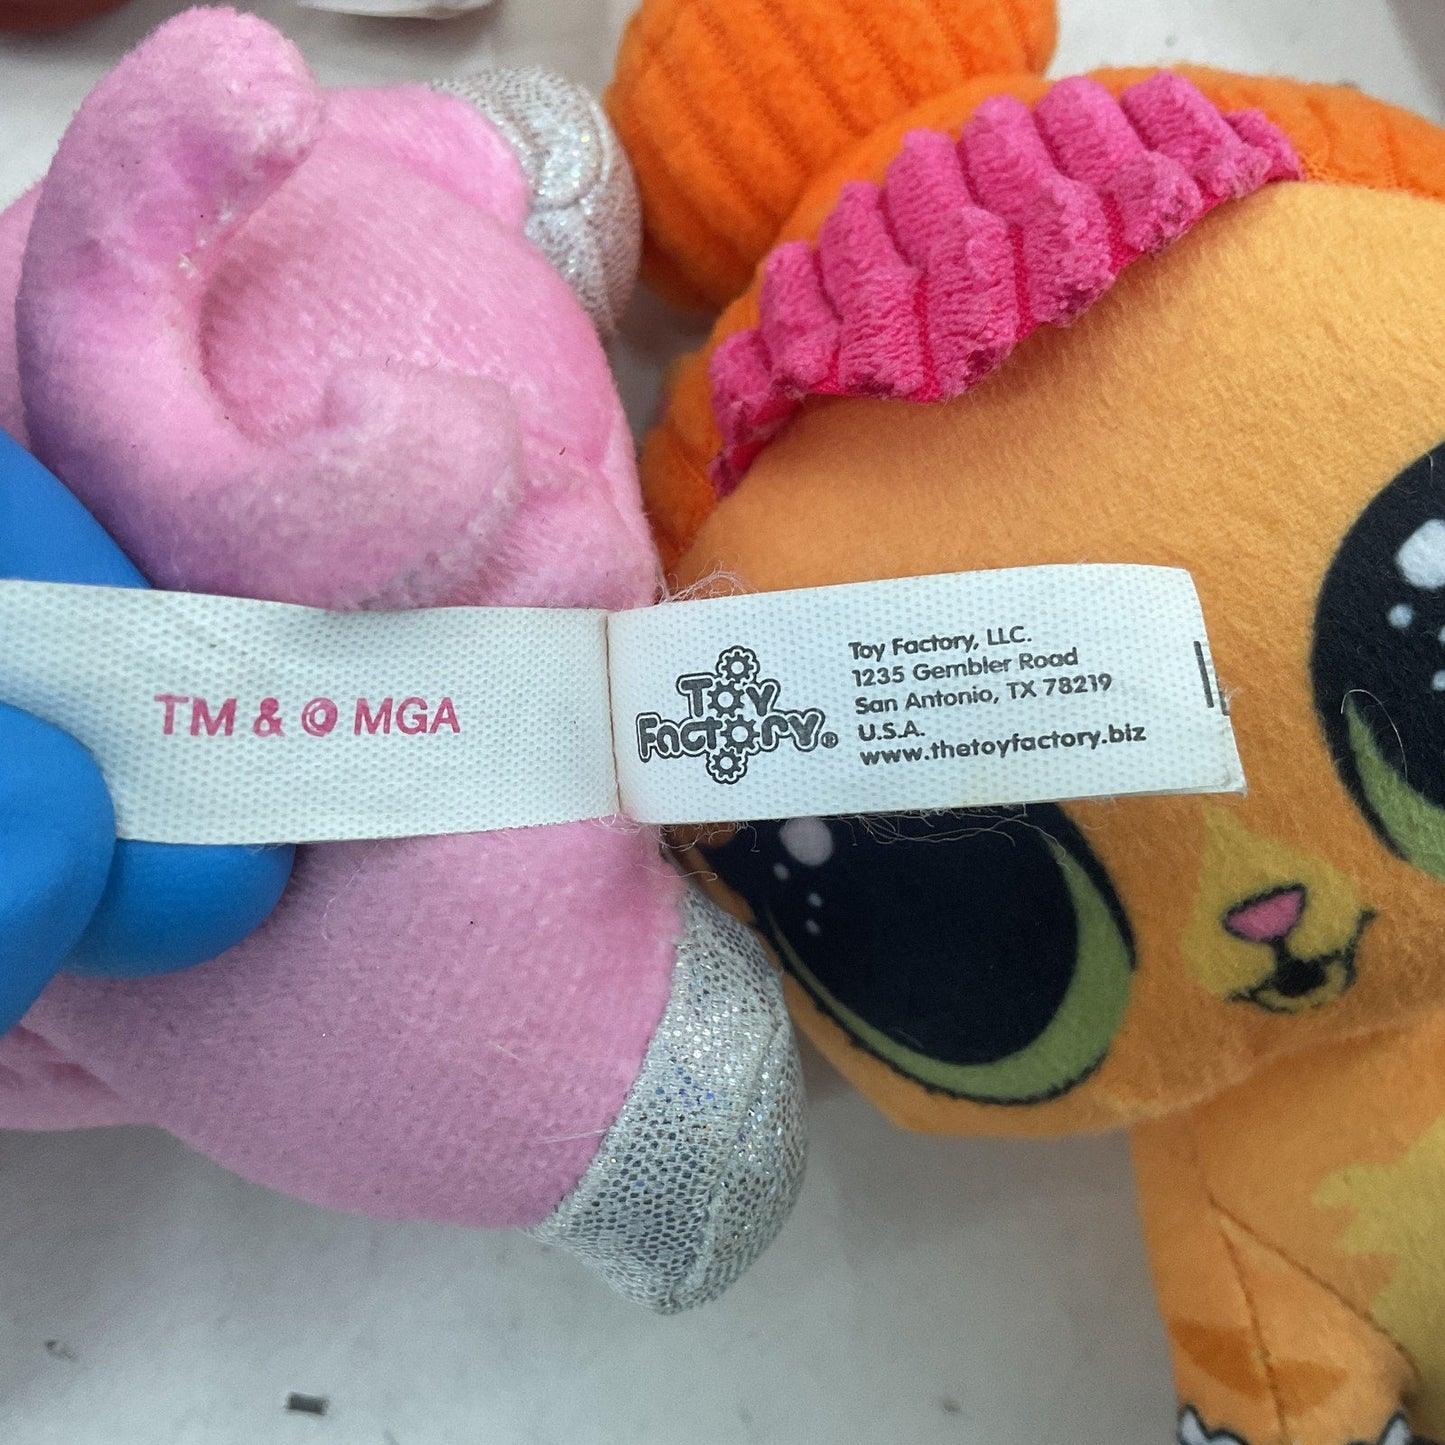 TM & © MGA
Toy
Factory®
Toy Factory, LLC.
1235 Gembler Road
San Antonio, TX 78219
U.S.A.
www.thetoyfactory.biz